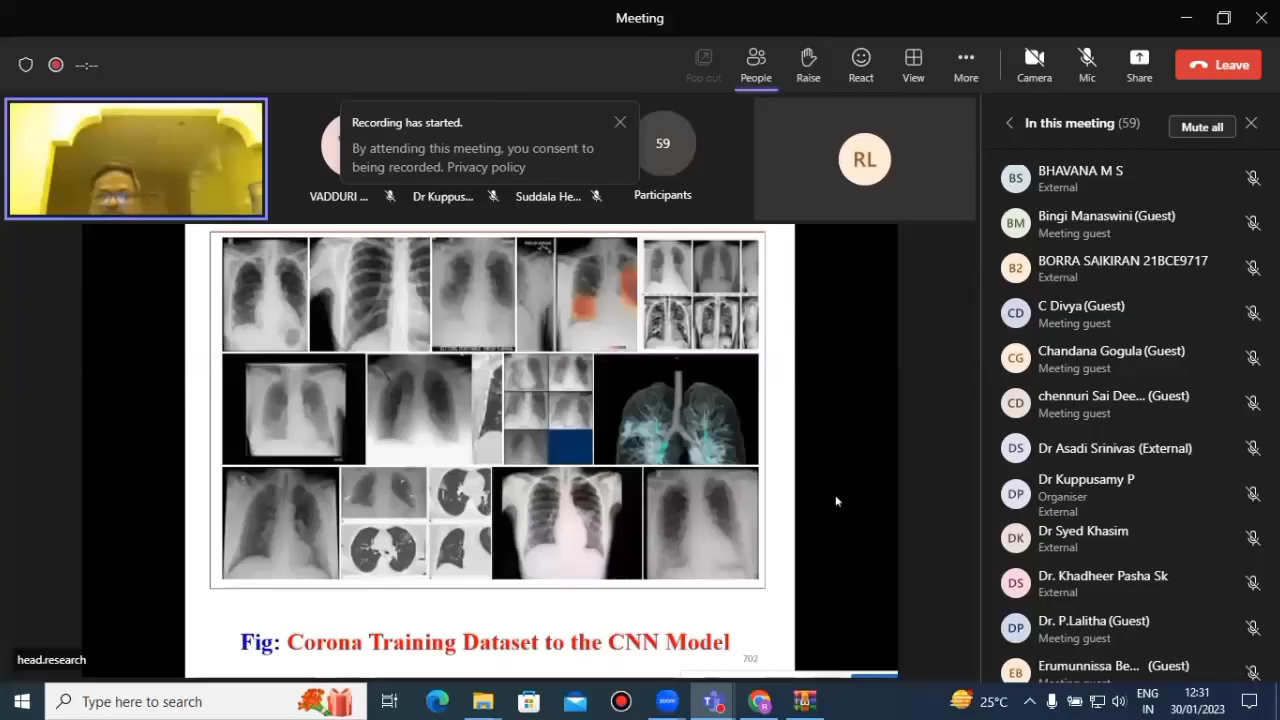 Meeting
--:--
Pop out
People
Raise
React
View
More
Camera
Mic
Share
Leave
Recording has started.
By attending this meeting, you consent to
being recorded. Privacy policy
VADDURI ...
Dr Kuppus...
Suddala He...
59
Participants
RL
In this meeting (59)
Mute all
BS
BHAVANA M S
External
BM
Bingi Manaswini (Guest)
Meeting guest
B2
BORRA SAIKIRAN 21BCE9717
External
CD
C Divya (Guest)
Meeting guest
CG
Chandana Gogula (Guest)
Meeting guest
CD
chennuri Sai Dee... (Guest)
Meeting guest
DS
Dr Asadi Srinivas (External)
DP
Dr Kuppusamy P
Organiser
External
DK
Dr Syed Khasim
External
DS
Dr. Khadheer Pasha Sk
External
DP
Dr. P.Lalitha (Guest)
Meeting guest
EB
Erumunnissa Be... (Guest)
Meeting guest
Fig: Corona Training Dataset to the CNN Model
702
head.research
Type here to search
zoom
25°C
ENG
IN
12:31
30/01/2023